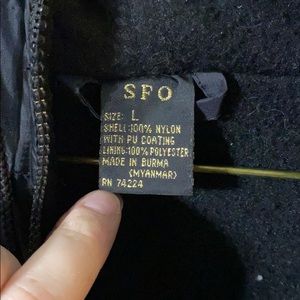 SFO
SIZE: L
SHELL:100% NYLON
WITH PU COATING
LINING:100% POLYESTER
MADE IN BURMA
(MYANMAR)
RN 74224